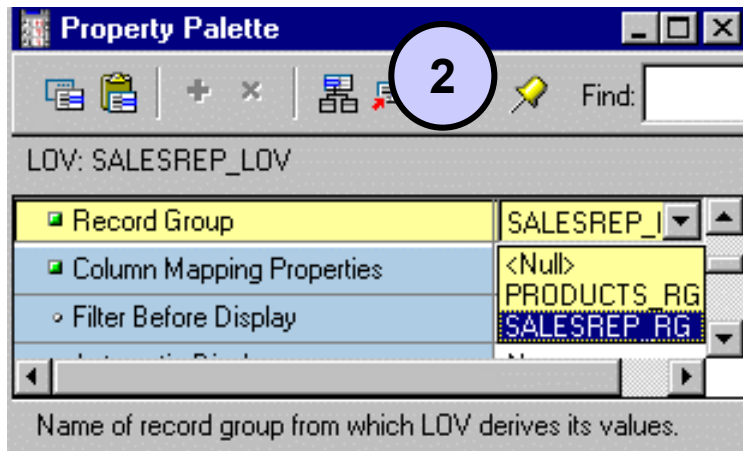 Property Palette
2
Find:
LOV: SALESREP_LOV
Record Group
SALESREP_
Column Mapping Properties
<Null>
PRODUCTS_RG
Filter Before Display
SALESREP_RG
Name of record group from which LOV derives its values.